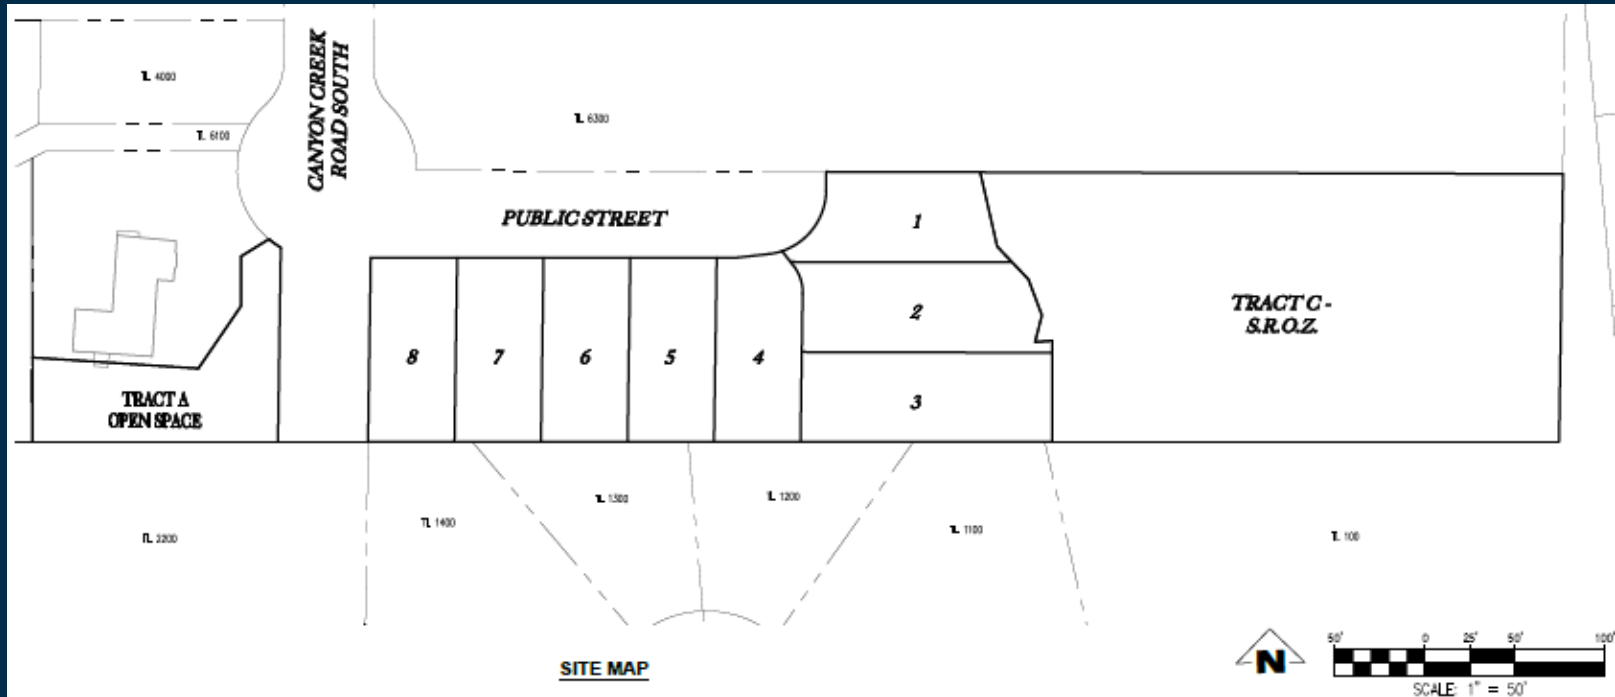 TL 4000
TL 6100
CANYON CREEK
ROAD SOUTH
TL 6300
PUBLIC STREET
1
2
3
4
5
6
7
8
TRACT C -
S.R.O.Z.
TRACT A
OPEN SPACE
TL 2200
TL 1400
TL 1300
TL 1200
TL 1100
TL 100
SITE MAP
N
50' 0 25' 50' 100'
SCALE: 1" = 50'